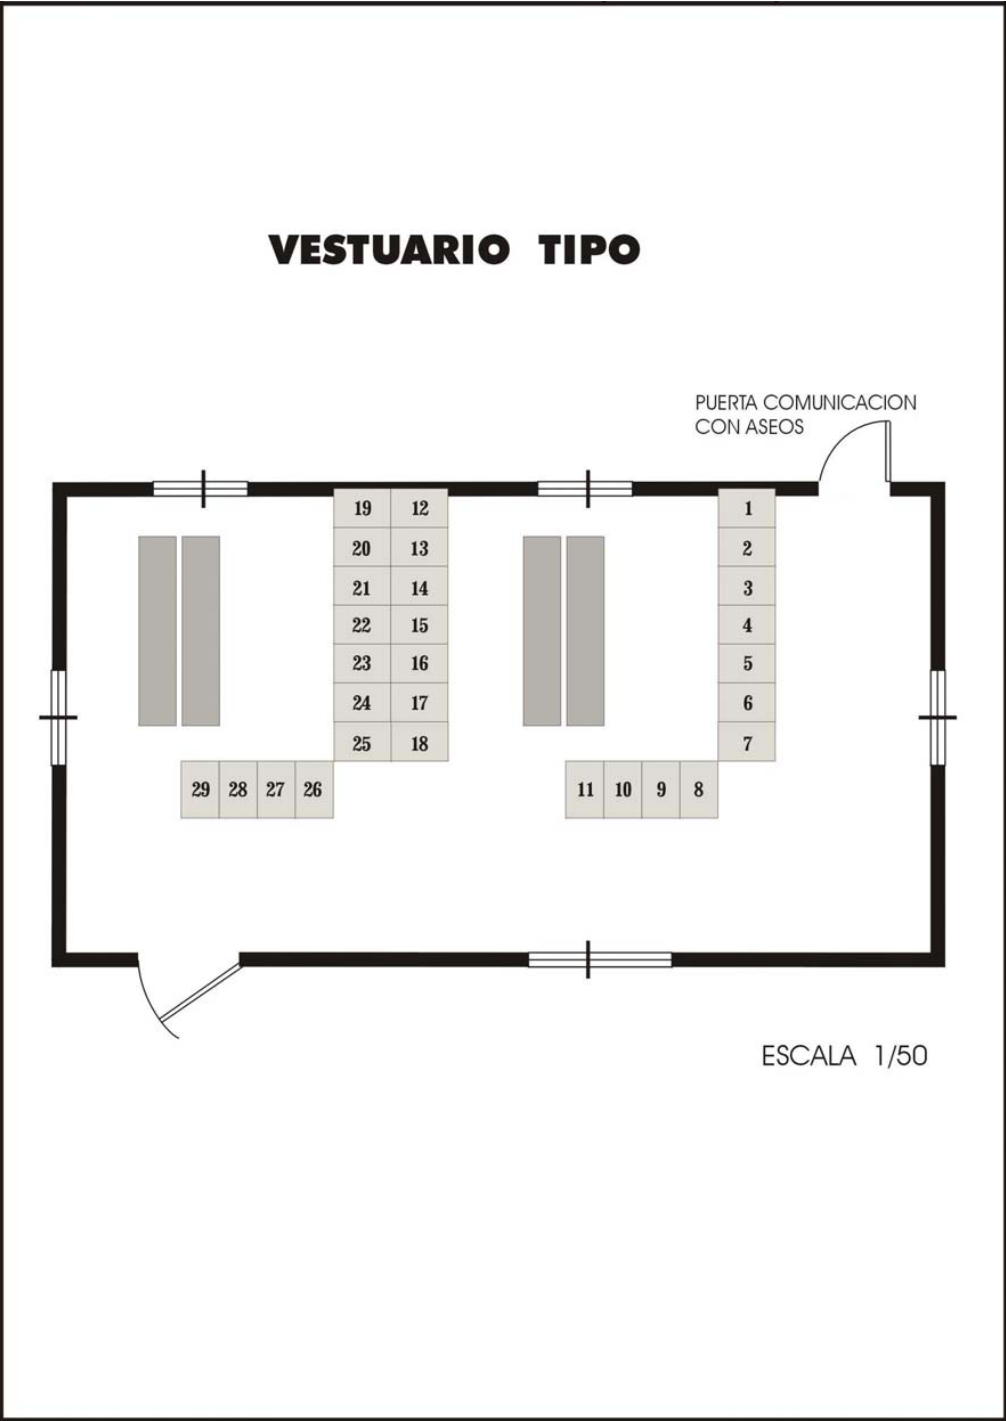 VESTUARIO TIPO
PUERTA COMUNICACION
CON ASEOS
19 12 1
20 13 2
21 14 3
22 15 4
23 16 5
24 17 6
25 18 7
29 28 27 26 11 10 9 8
ESCALA 1/50